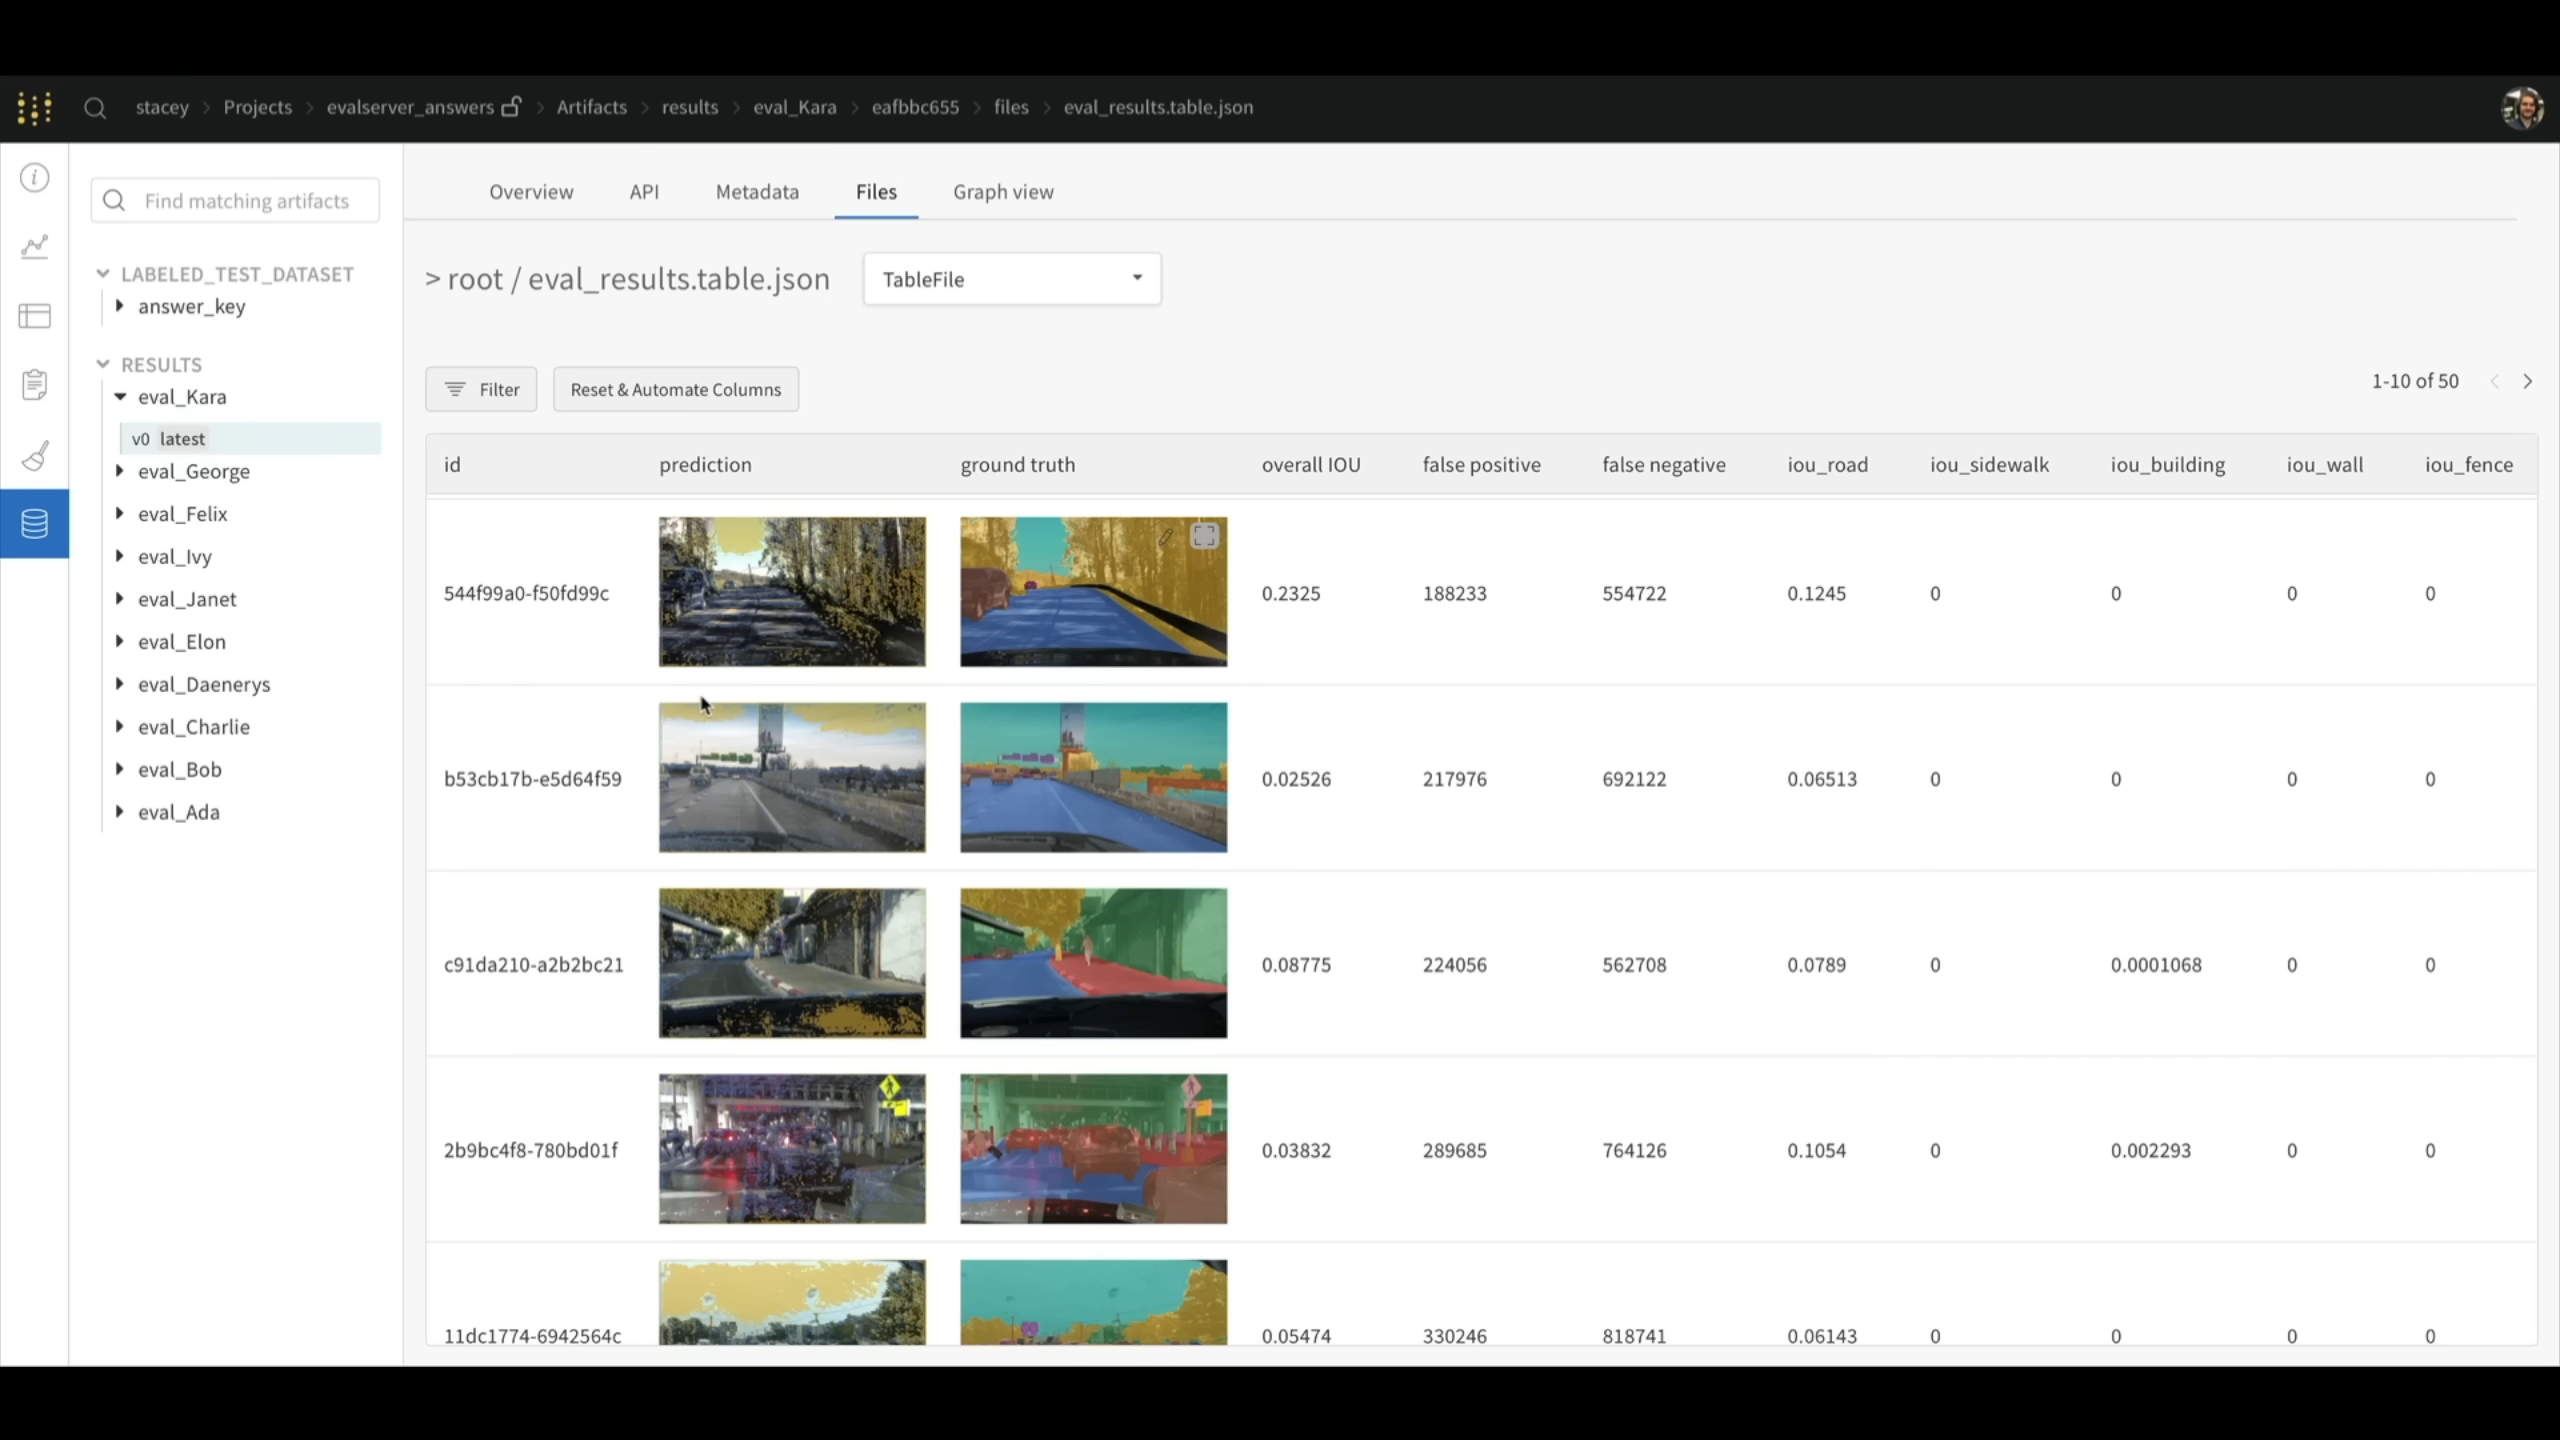 stacey > Projects > evalserver_answers > Artifacts > results > eval_Kara > eafbbc655 > files > eval_results.table.json
Find matching artifacts
LABELED_TEST_DATASET
answer_key
RESULTS
eval_Kara
v0 latest
eval_George
eval_Felix
eval_Ivy
eval_Janet
eval_Elon
eval_Daenerys
eval_Charlie
eval_Bob
eval_Ada
Overview API Metadata Files Graph view
> root / eval_results.table.json TableFile
Filter Reset & Automate Columns 1-10 of 50
id prediction ground truth overall IOU false positive false negative iou_road iou_sidewalk iou_building iou_wall iou_fence
544f99a0-f50fd99c 0.2325 188233 554722 0.1245 0 0 0 0
b53cb17b-e5d64f59 0.02526 217976 692122 0.06513 0 0 0 0
c91da210-a2b2bc21 0.08775 224056 562708 0.0789 0 0.0001068 0 0
2b9bc4f8-780bd01f 0.03832 289685 764126 0.1054 0 0.002293 0 0
11dc1774-6942564c 0.05474 330246 818741 0.06143 0 0 0 0